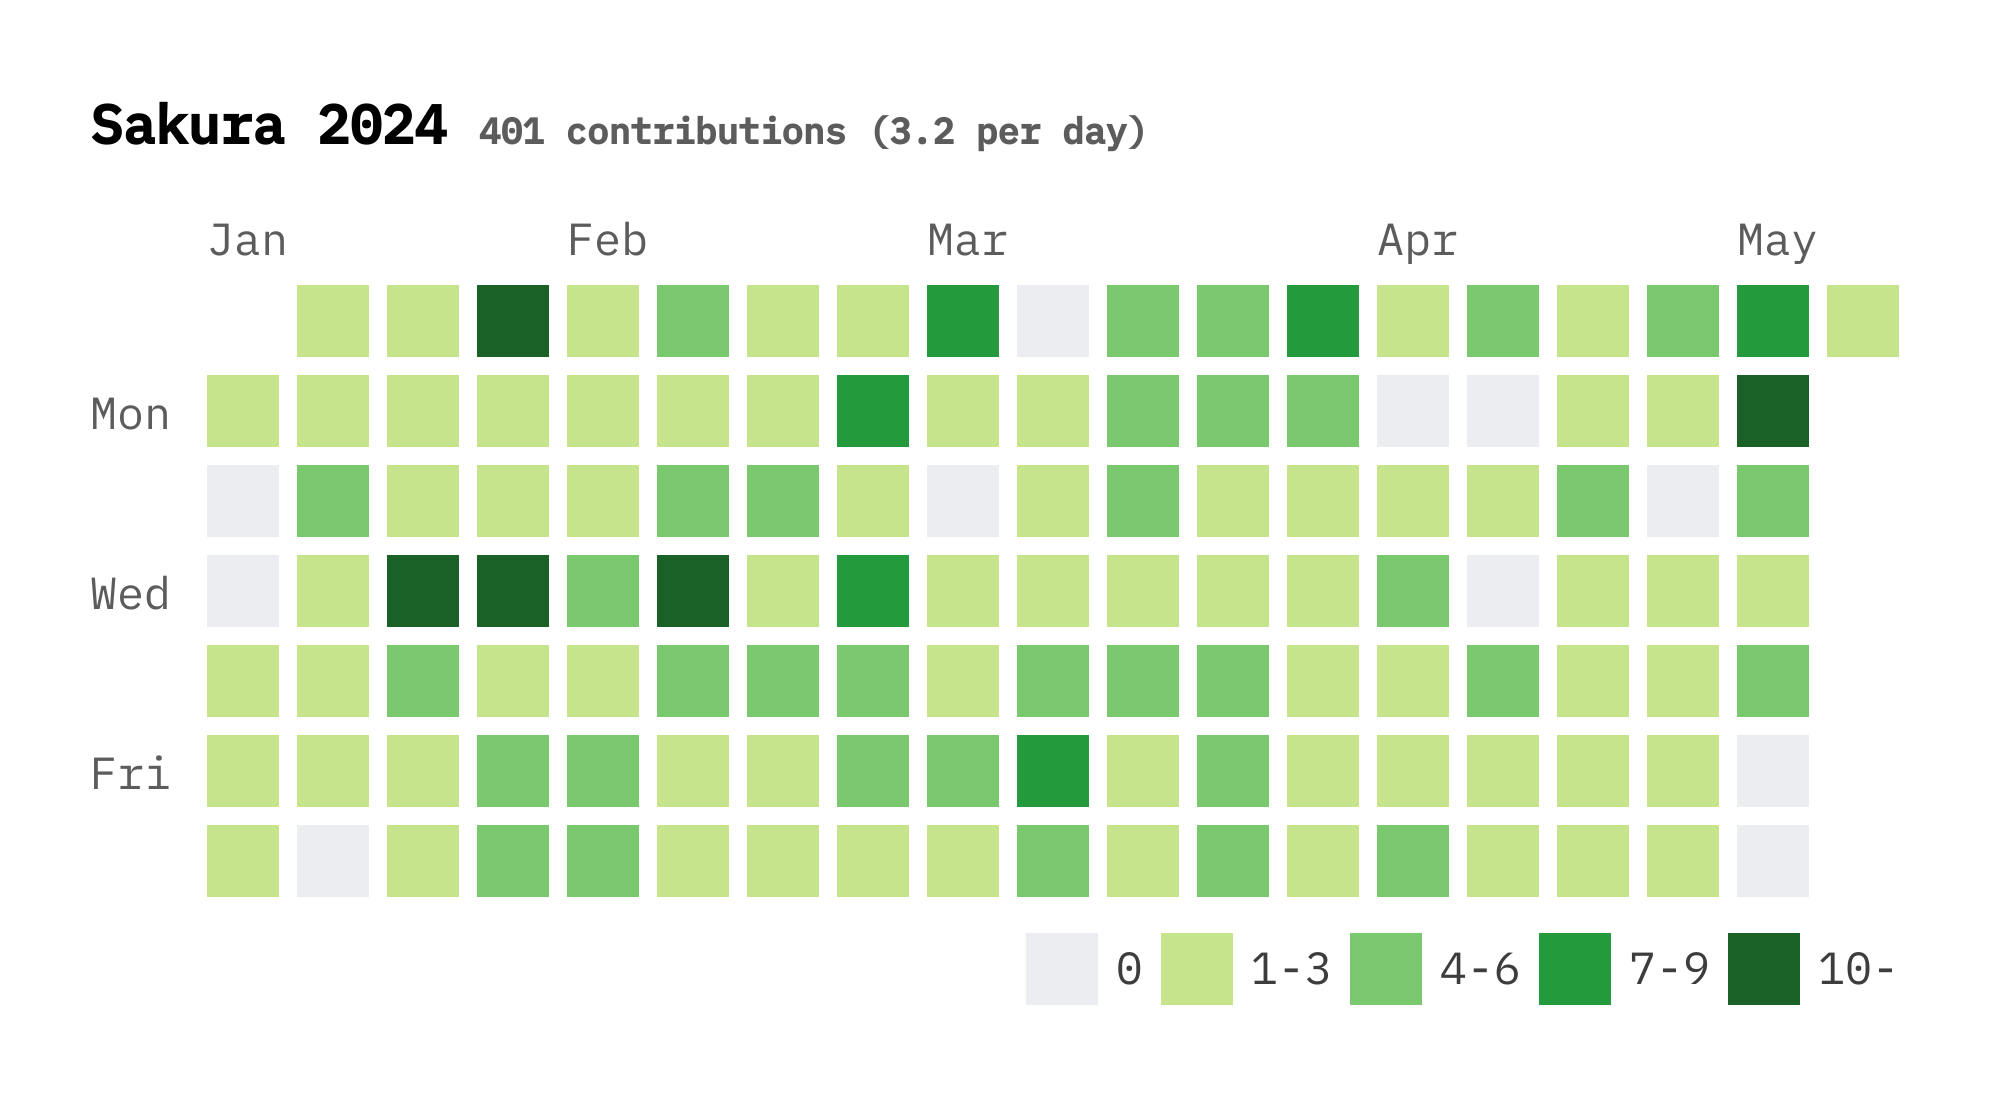 Sakura 2024 401 contributions (3.2 per day)
Jan Feb Mar Apr May
Mon
Wed
Fri
0 1-3 4-6 7-9 10-